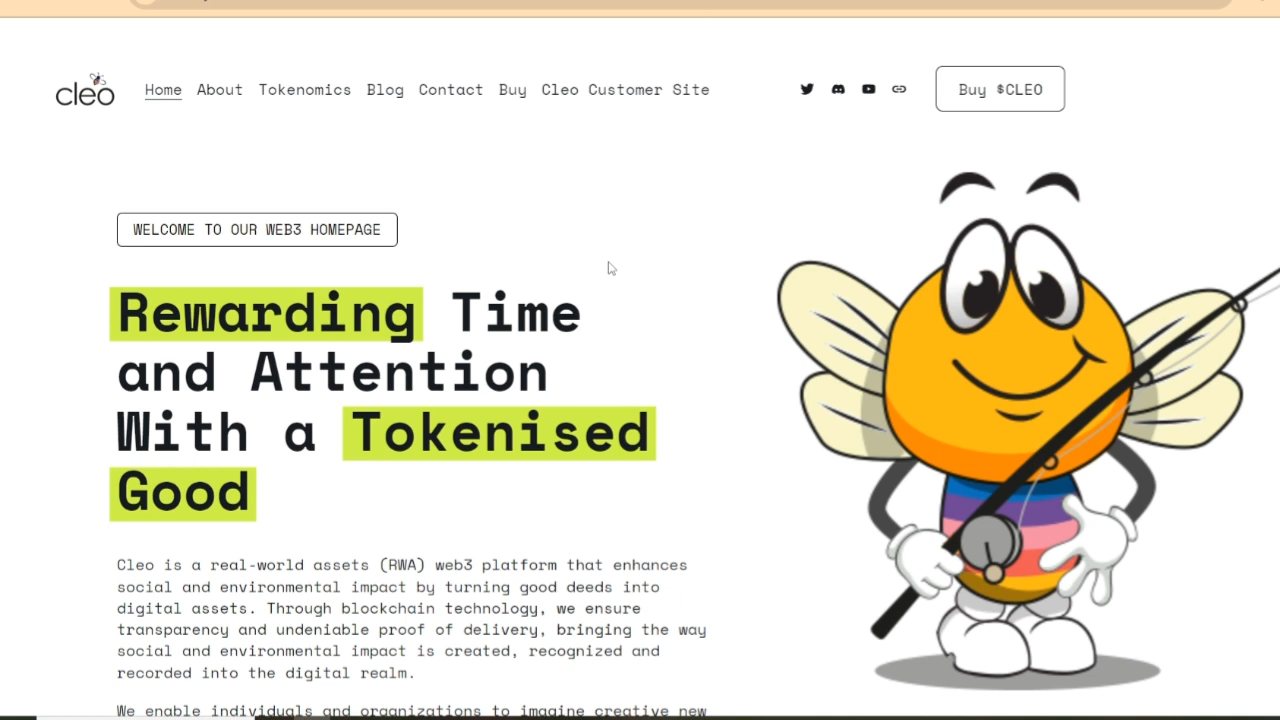 cleo
Home About Tokenomics Blog Contact Buy Cleo Customer Site
Buy $CLEO
WELCOME TO OUR WEB3 HOMEPAGE
Rewarding Time
and Attention
With a Tokenised
Good
Cleo is a real-world assets (RWA) web3 platform that enhances
social and environmental impact by turning good deeds into
digital assets. Through blockchain technology, we ensure
transparency and undeniable proof of delivery, bringing the way
social and environmental impact is created, recognized and
recorded into the digital realm.
We enable individuals and organizations to imagine creative new